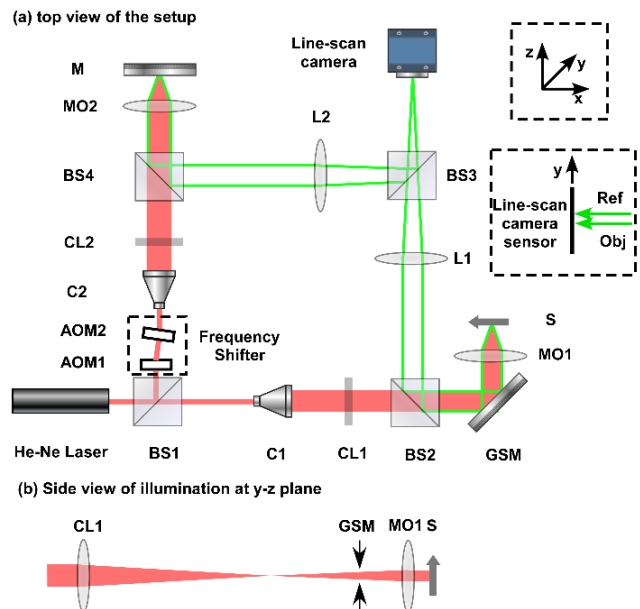 (a) top view of the setup
M
Line-scan
camera
z
y
x
MO2
L2
BS4
BS3
y
Line-scan
camera
sensor
Ref
Obj
CL2
L1
C2
S
AOM2
Frequency
Shifter
MO1
AOM1
He-Ne Laser
BS1
C1
CL1
BS2
GSM
(b) Side view of illumination at y-z plane
CL1
GSM
MO1 S